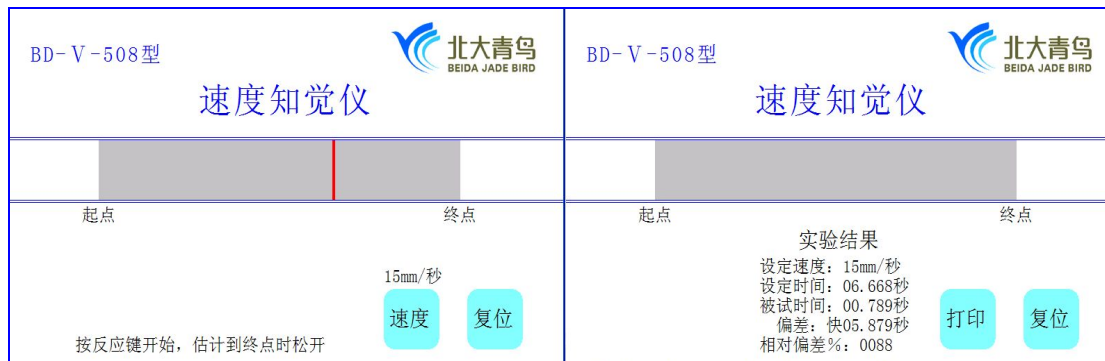 BD-Ⅴ-508型
北大青鸟
BEIDA JADE BIRD
速度知觉仪
起点
终点
15mm/秒
速度
复位
按反应键开始，估计到终点时松开
BD-Ⅴ-508型
北大青鸟
BEIDA JADE BIRD
速度知觉仪
起点
终点
实验结果
设定速度：15mm/秒
设定时间：06.668秒
被试时间：00.789秒
偏差：快05.879秒
相对偏差%：0088
打印
复位